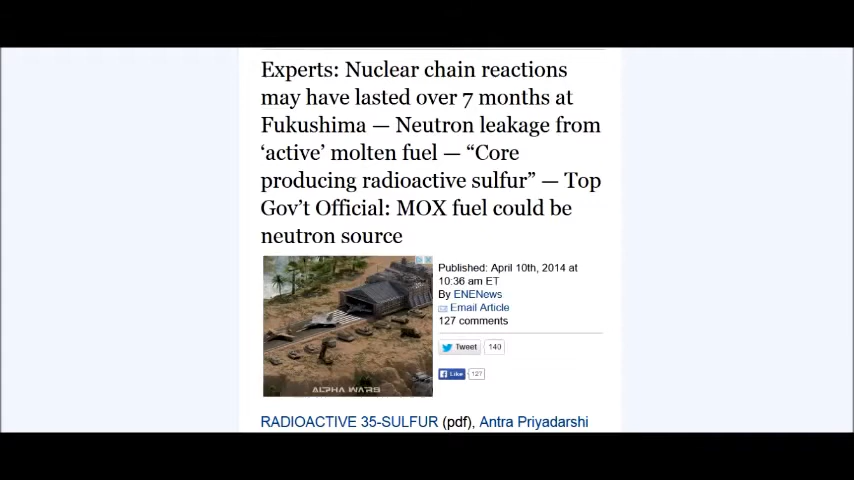 Experts: Nuclear chain reactions
may have lasted over 7 months at
Fukushima — Neutron leakage from
‘active’ molten fuel — “Core
producing radioactive sulfur” — Top
Gov’t Official: MOX fuel could be
neutron source
ALPHA WARS
Published: April 10th, 2014 at
10:36 am ET
By ENENews
Email Article
127 comments
Tweet 140
Like 127
RADIOACTIVE 35-SULFUR (pdf), Antra Priyadarshi